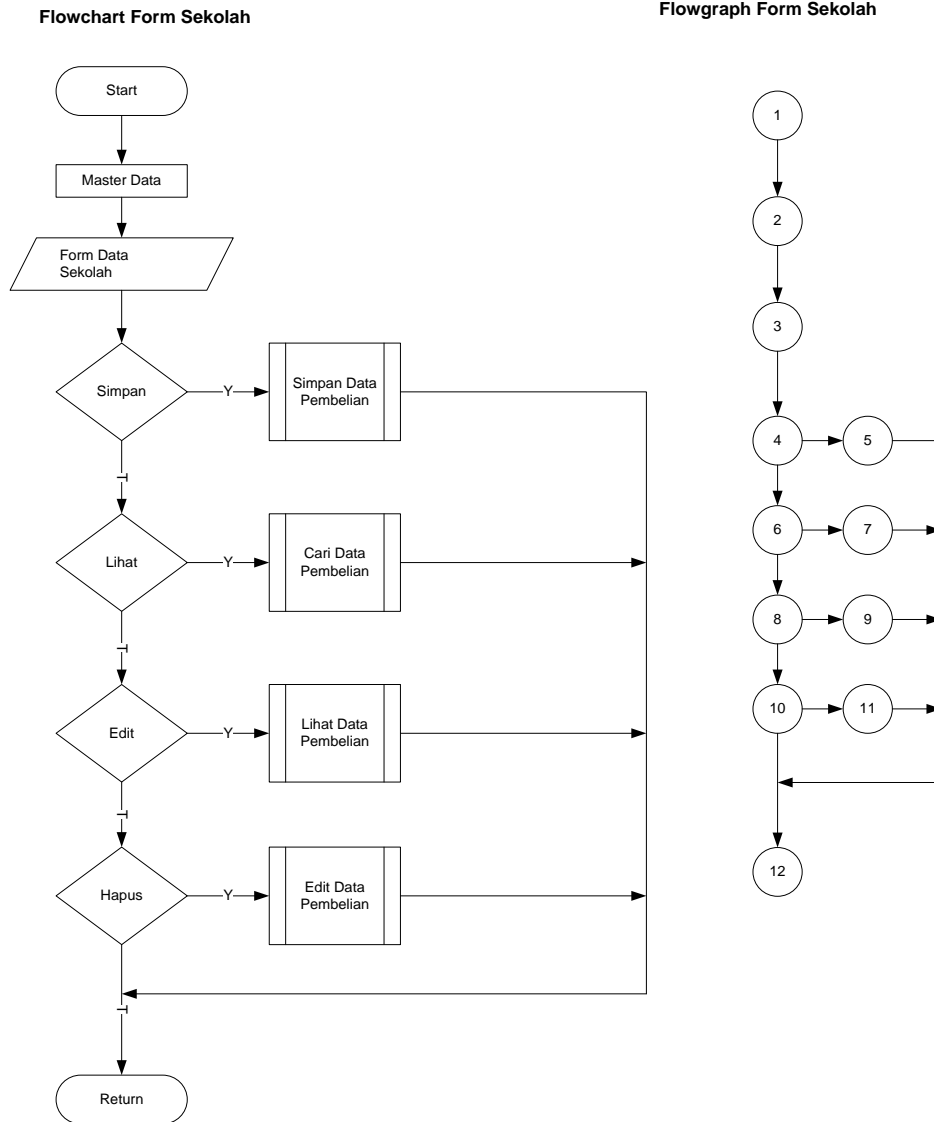 Flowchart Form Sekolah
Flowgraph Form Sekolah
Start
Master Data
Form Data
Sekolah
Simpan
Y
Simpan Data
Pembelian
T
Lihat
Y
Cari Data
Pembelian
T
Edit
Y
Lihat Data
Pembelian
T
Hapus
Y
Edit Data
Pembelian
T
Return
1
2
3
4
5
6
7
8
9
10
11
12